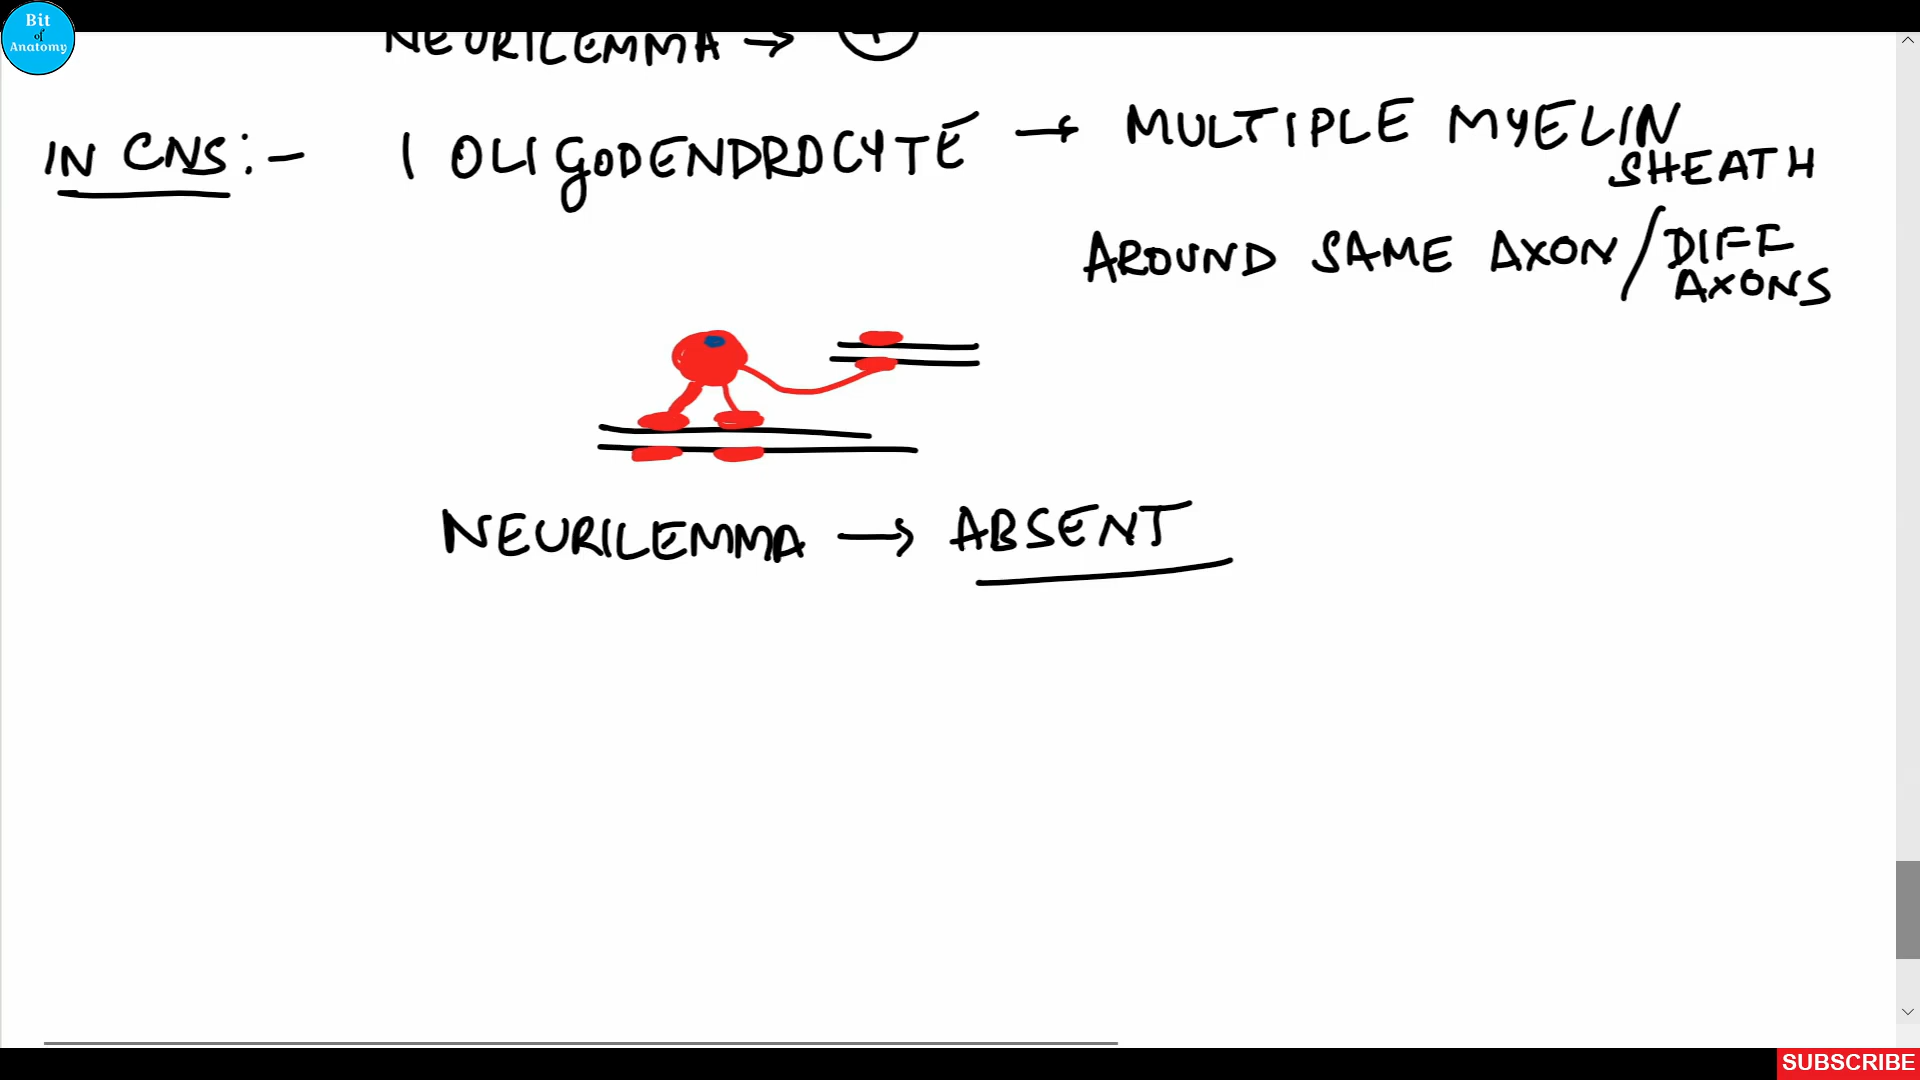 Bit
of
Anatomy
NEURILEMMA → +
IN CNS:- 1 OLIGODENDROCYTE → MULTIPLE MYELIN
SHEATH
AROUND SAME AXON / DIFF
AXONS
NEURILEMMA → ABSENT
SUBSCRIBE